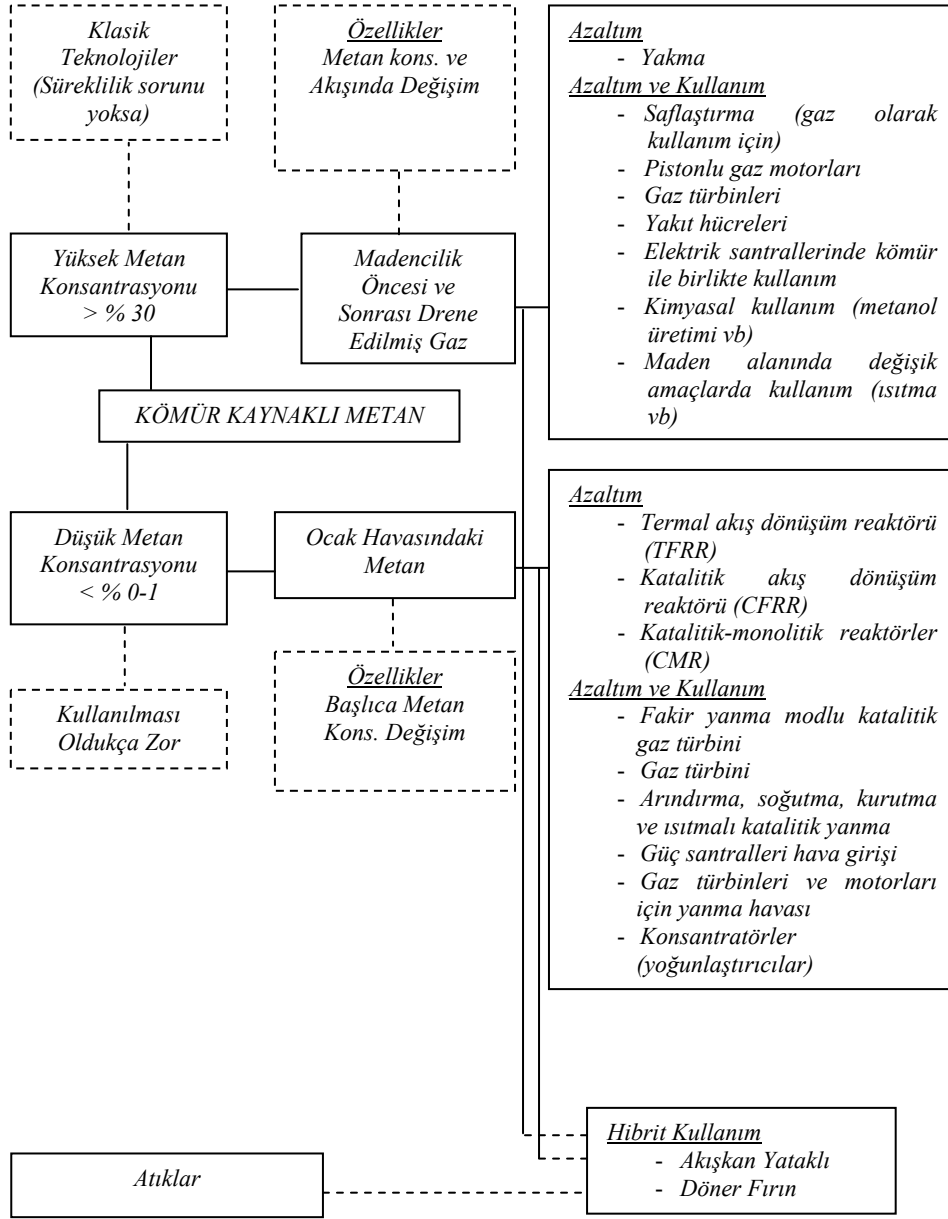 Klasik
Teknolojiler
(Süreklilik sorunu
yoksa)
Özellikler
Metan kons. ve
Akışında Değişim
Azaltım
- Yakma
Azaltım ve Kullanım
- Saflaştırma (gaz olarak
kullanım için)
- Pistonlu gaz motorları
- Gaz türbinleri
- Yakıt hücreleri
- Elektrik santrallerinde kömür
ile birlikte kullanım
- Kimyasal kullanım (metanol
üretimi vb)
- Maden alanında değişik
amaçlarda kullanım (ısıtma
vb)
Yüksek Metan
Konsantrasyonu
> % 30
Madencilik
Öncesi ve
Sonrası Drene
Edilmiş Gaz
KÖMÜR KAYNAKLI METAN
Düşük Metan
Konsantrasyonu
< % 0-1
Ocak Havasındaki
Metan
Azaltım
- Termal akış dönüşüm reaktörü
(TFRR)
- Katalitik akış dönüşüm
reaktörü (CFRR)
- Katalitik-monolitik reaktörler
(CMR)
Azaltım ve Kullanım
- Fakir yanma modlu katalitik
gaz türbini
- Gaz türbini
- Arındırma, soğutma, kurutma
ve ısıtmalı katalitik yanma
- Güç santralleri hava girişi
- Gaz türbinleri ve motorları
için yanma havası
- Konsantratörler
(yoğunlaştırıcılar)
Kullanılması
Oldukça Zor
Özellikler
Başlıca Metan
Kons. Değişim
Hibrit Kullanım
- Akışkan Yataklı
- Döner Fırın
Atıklar